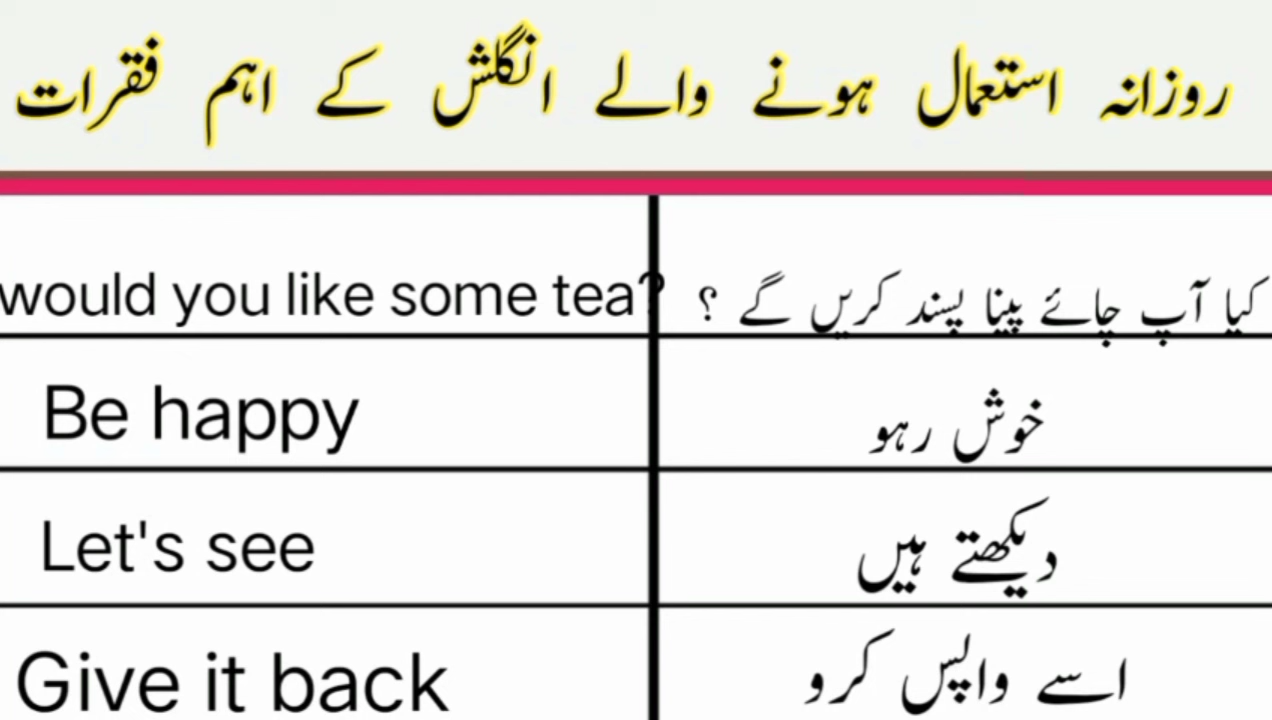 روزانہ استعمال ہونے والے انگلش کے اہم فقرات
would you like some tea?
کیا آپ چائے پینا پسند کریں گے ؟
Be happy
خوش رہو
Let's see
دیکھتے ہیں
Give it back
اسے واپس کرو